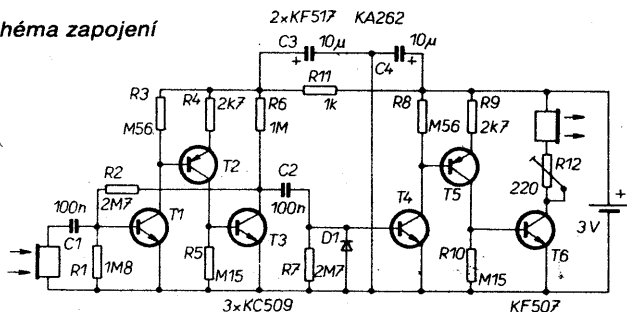 héma zapojení
2×KF517 KA262
C3
10µ
C4
10µ
+
+
R3
R4
2k7
R6
R11
R8
R9
M56
1M
1k
M56
2k7
R2
T2
C2
T5
R12
220
100n
2M7
T1
100n
T4
+
C1
T3
D1
3V
R1
1M8
R5
R7
R10
T6
M15
2M7
M15
3×KC509
KF507